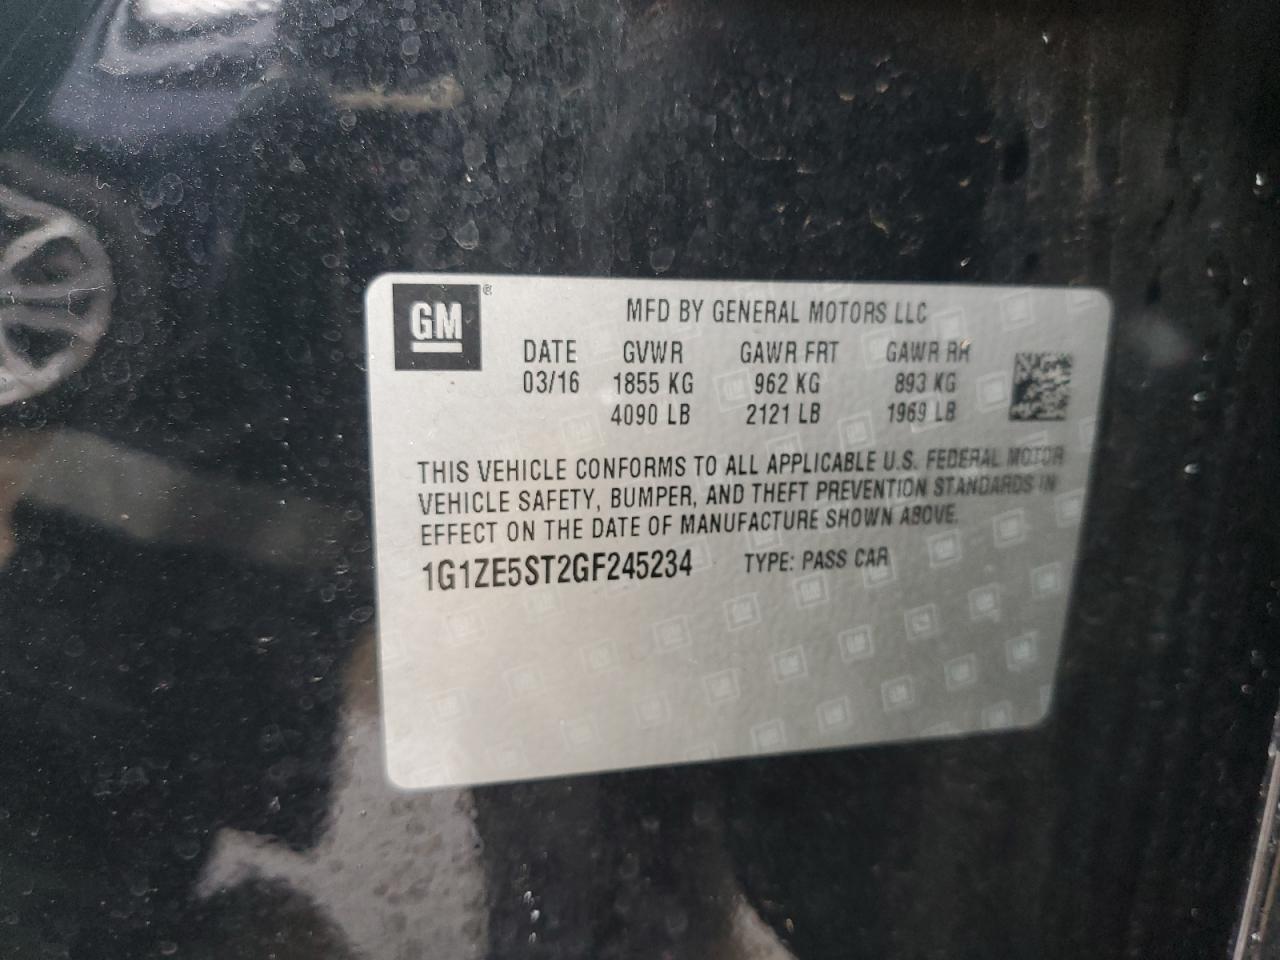 GM®
MFD BY GENERAL MOTORS LLC
DATE GVWR GAWR FRT GAWR RR
03/16 1855 KG 962 KG 893 KG
4090 LB 2121 LB 1969 LB
THIS VEHICLE CONFORMS TO ALL APPLICABLE U.S. FEDERAL MOTOR
VEHICLE SAFETY, BUMPER, AND THEFT PREVENTION STANDARDS IN
EFFECT ON THE DATE OF MANUFACTURE SHOWN ABOVE.
1G1ZE5ST2GF245234 TYPE: PASS CAR